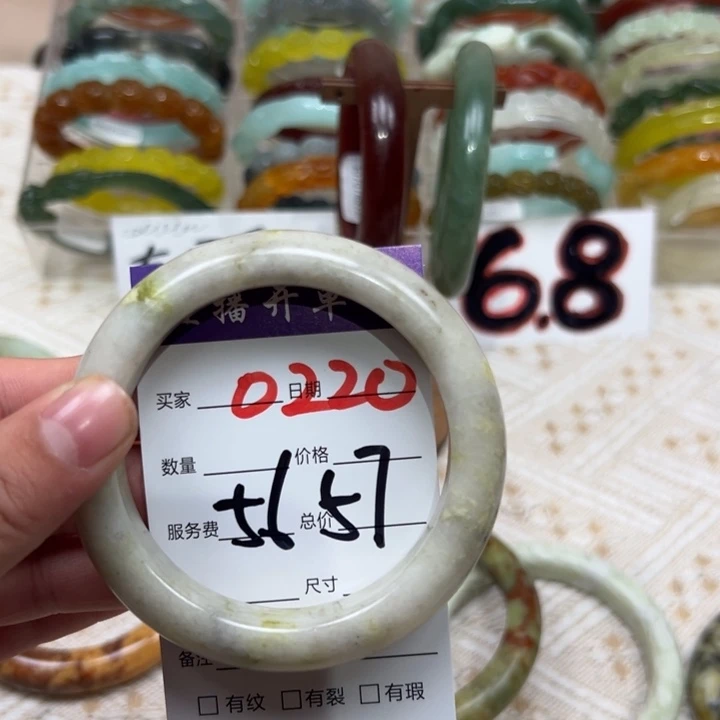 6.8
播开单
买家 0220 日期
数量 价格
服务费 5657 总价
尺寸
备注
有纹 有裂 有瑕